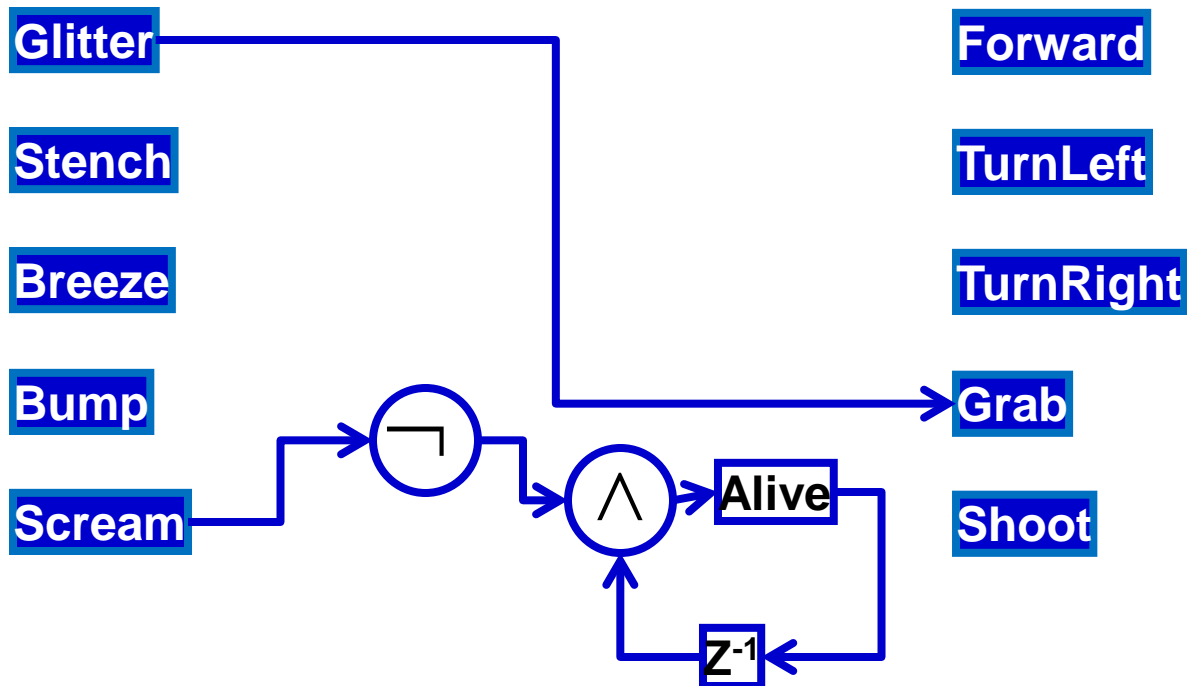 Glitter
Forward
Stench
TurnLeft
Breeze
TurnRight
Bump
Grab
¬
Scream
∧
Alive
Shoot
Z⁻¹